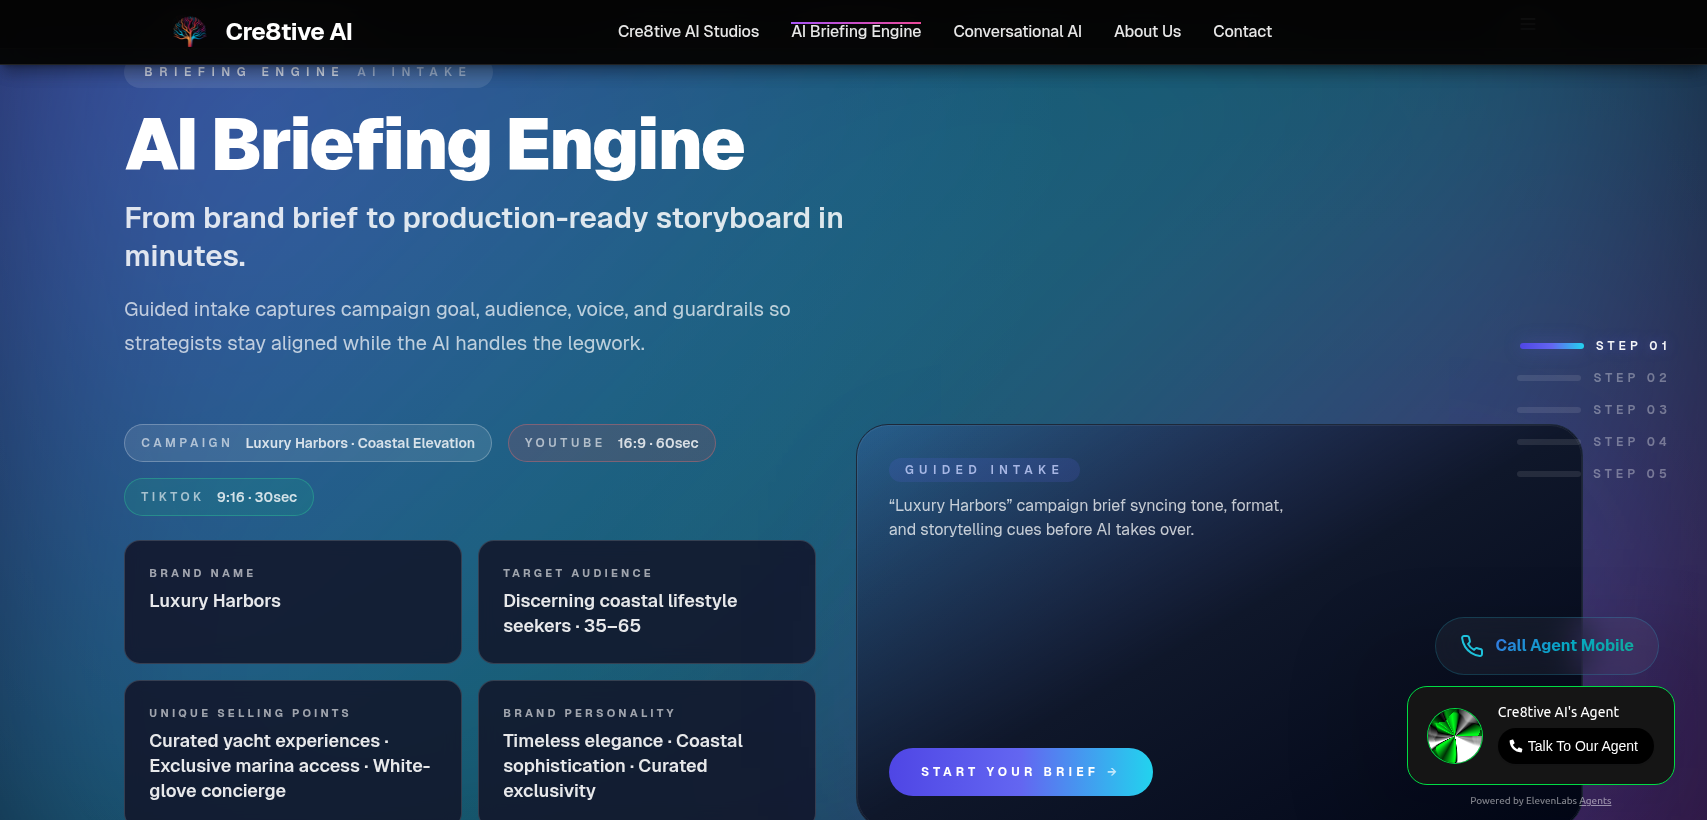 Cre8tive AI
Cre8tive AI Studios
AI Briefing Engine
Conversational AI
About Us
Contact
BRIEFING ENGINE AI INTAKE
AI Briefing Engine
From brand brief to production-ready storyboard in
minutes.
Guided intake captures campaign goal, audience, voice, and guardrails so
strategists stay aligned while the AI handles the legwork.
STEP 01
STEP 02
STEP 03
STEP 04
STEP 05
CAMPAIGN Luxury Harbors · Coastal Elevation
YOUTUBE 16:9 · 60sec
TIKTOK 9:16 · 30sec
BRAND NAME
Luxury Harbors
TARGET AUDIENCE
Discerning coastal lifestyle
seekers · 35–65
UNIQUE SELLING POINTS
Curated yacht experiences ·
Exclusive marina access · White-
glove concierge
BRAND PERSONALITY
Timeless elegance · Coastal
sophistication · Curated
exclusivity
GUIDED INTAKE
“Luxury Harbors” campaign brief syncing tone, format,
and storytelling cues before AI takes over.
START YOUR BRIEF →
Call Agent Mobile
Cre8tive AI's Agent
Talk To Our Agent
Powered by ElevenLabs Agents